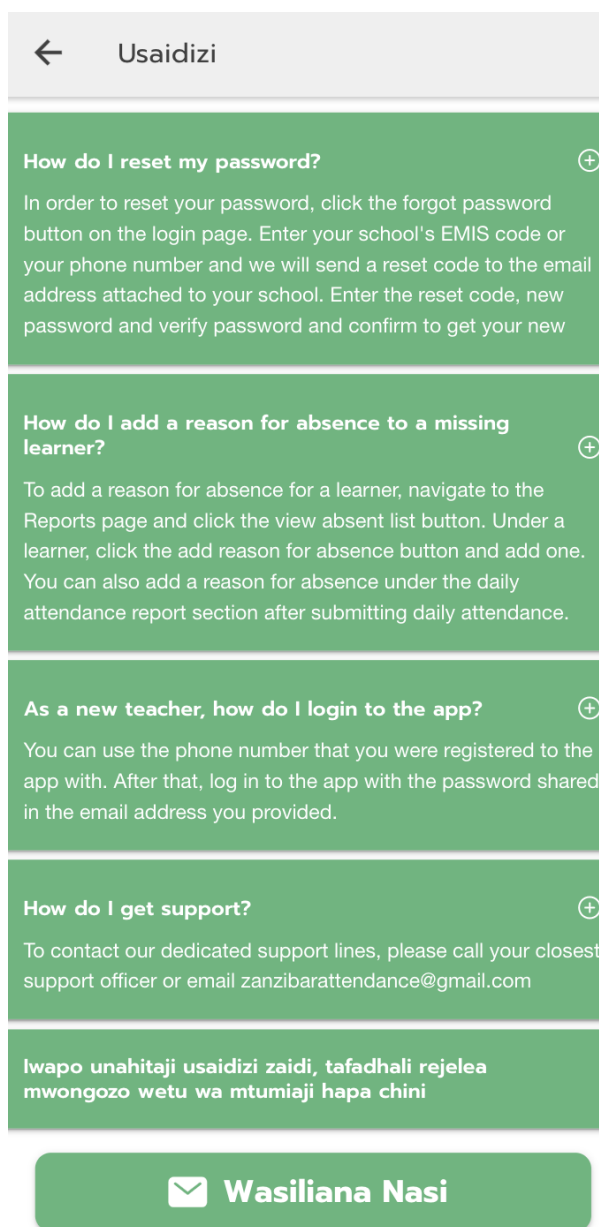 Usaidizi
How do I reset my password?
In order to reset your password, click the forgot password
button on the login page. Enter your school's EMIS code or
your phone number and we will send a reset code to the email
address attached to your school. Enter the reset code, new
password and verify password and confirm to get your new
How do I add a reason for absence to a missing
learner?
To add a reason for absence for a learner, navigate to the
Reports page and click the view absent list button. Under a
learner, click the add reason for absence button and add one.
You can also add a reason for absence under the daily
attendance report section after submitting daily attendance.
As a new teacher, how do I login to the app?
You can use the phone number that you were registered to the
app with. After that, log in to the app with the password shared
in the email address you provided.
How do I get support?
To contact our dedicated support lines, please call your closest
support officer or email zanzibarattendance@gmail.com
Iwapo unahitaji usaidizi zaidi, tafadhali rejelea
mwongozo wetu wa mtumiaji hapa chini
Wasiliana Nasi